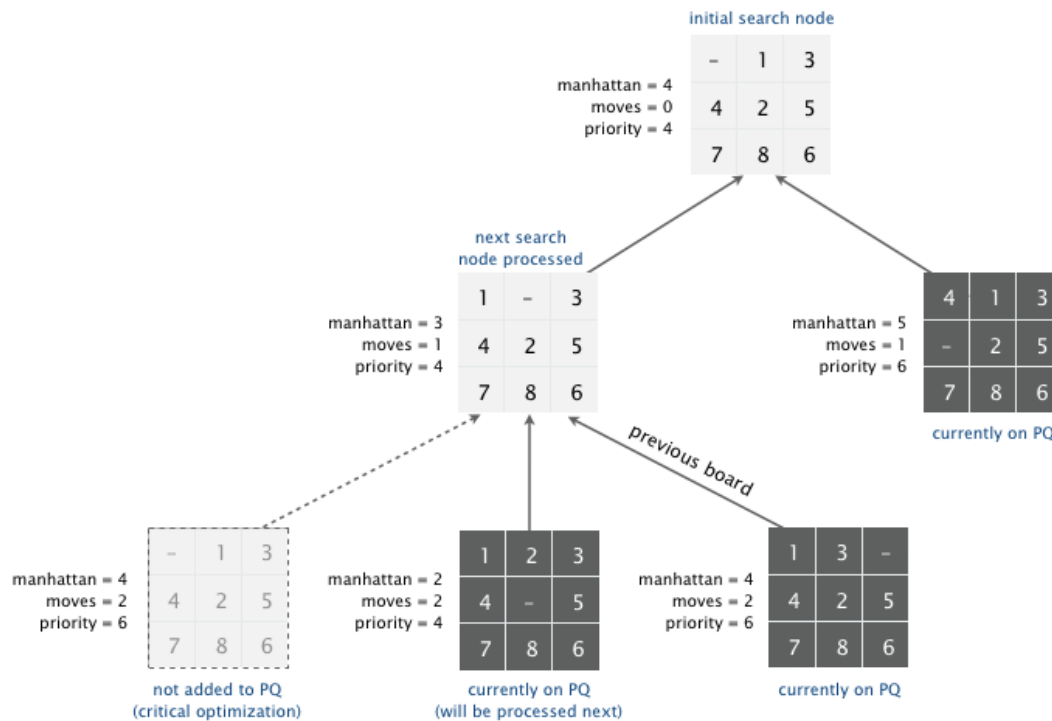 initial search node
- 1 3
4 2 5
7 8 6
manhattan = 4
moves = 0
priority = 4
next search
node processed
1 - 3
4 2 5
7 8 6
manhattan = 3
moves = 1
priority = 4
4 1 3
- 2 5
7 8 6
manhattan = 5
moves = 1
priority = 6
currently on PQ
previous board
- 1 3
4 2 5
7 8 6
manhattan = 4
moves = 2
priority = 6
not added to PQ
(critical optimization)
1 2 3
4 - 5
7 8 6
manhattan = 2
moves = 2
priority = 4
currently on PQ
(will be processed next)
1 3 -
4 2 5
7 8 6
manhattan = 4
moves = 2
priority = 6
currently on PQ